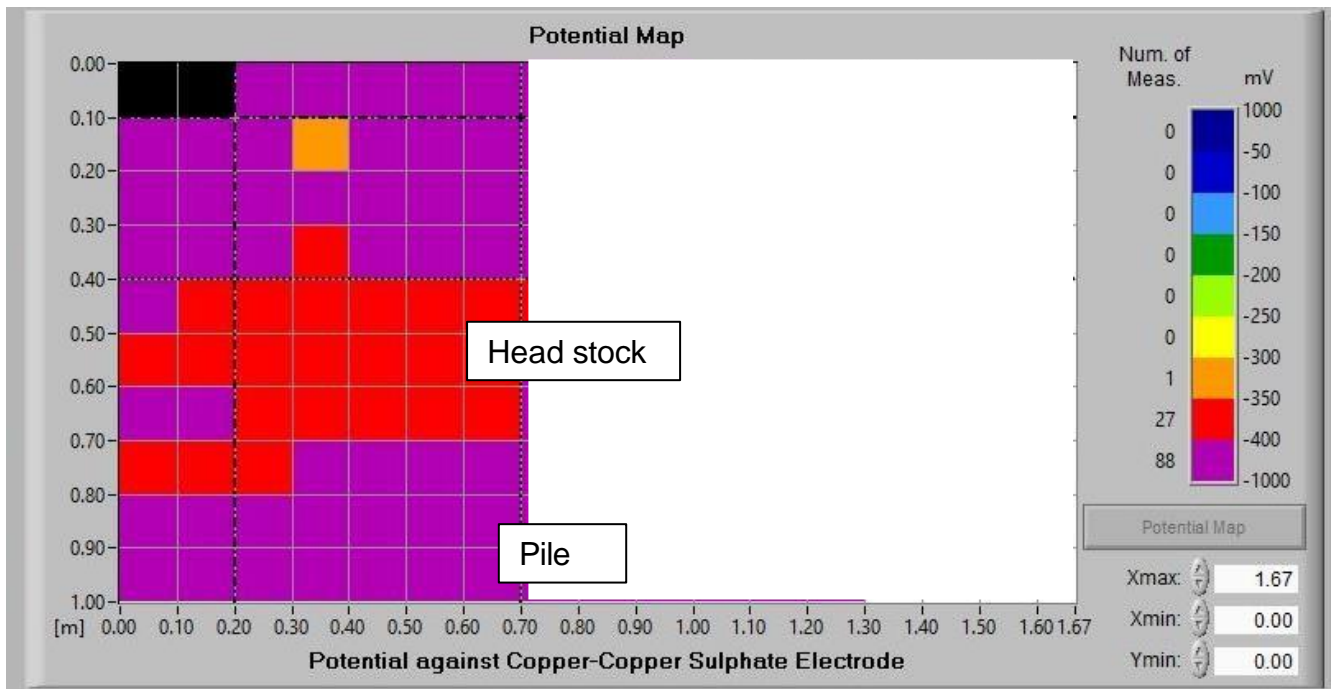 Potential Map
Num. of
Meas.
mV
0.00
0.10
0.20
0.30
0.40
0.50
0.60
0.70
0.80
0.90
1.00
[m] 0.00 0.10 0.20 0.30 0.40 0.50 0.60 0.70 0.80 0.90 1.00 1.10 1.20 1.30 1.40 1.50 1.60 1.67
Potential against Copper-Copper Sulphate Electrode
Head stock
Pile
0
0
0
0
0
0
1
27
88
1000
-50
-100
-150
-200
-250
-300
-350
-400
-1000
Potential Map
Xmax: 1.67
Xmin: 0.00
Ymin: 0.00